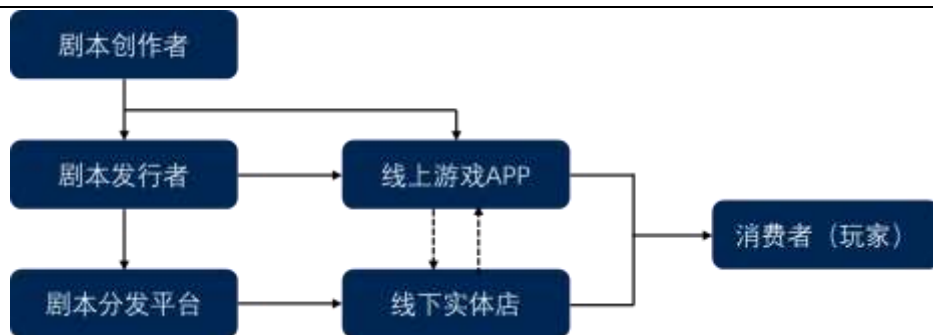 剧本创作者
剧本发行者
线上游戏APP
消费者（玩家）
剧本分发平台
线下实体店